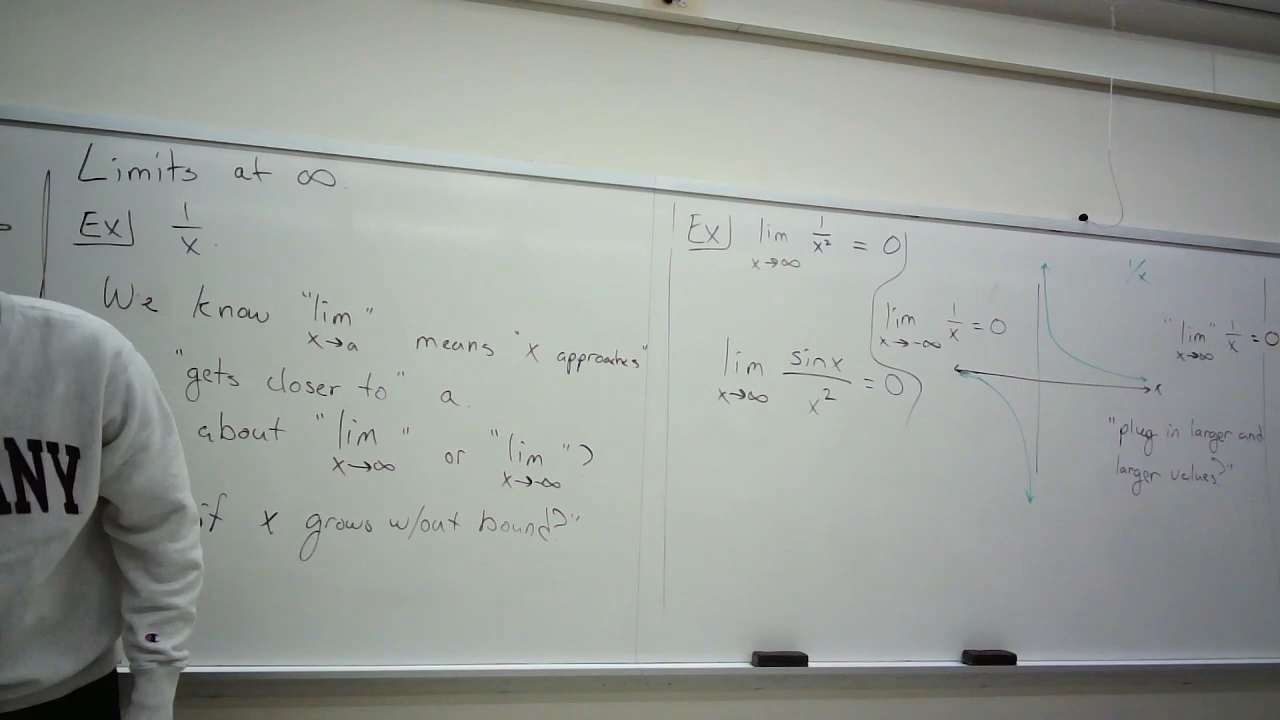 Limits at ∞
Ex] 1/x
We know "lim x→a" means "x approaches"
"gets closer to" a
about "lim x→∞" or "lim x→-∞"?
if x grows w/out bound?"
ANY
Ex] lim x→∞ 1/x² = 0
lim x→∞ sinx/x² = 0
lim x→-∞ 1/x = 0
1/x
x
"lim" x→∞ 1/x = 0
"plug in larger and
larger values?"